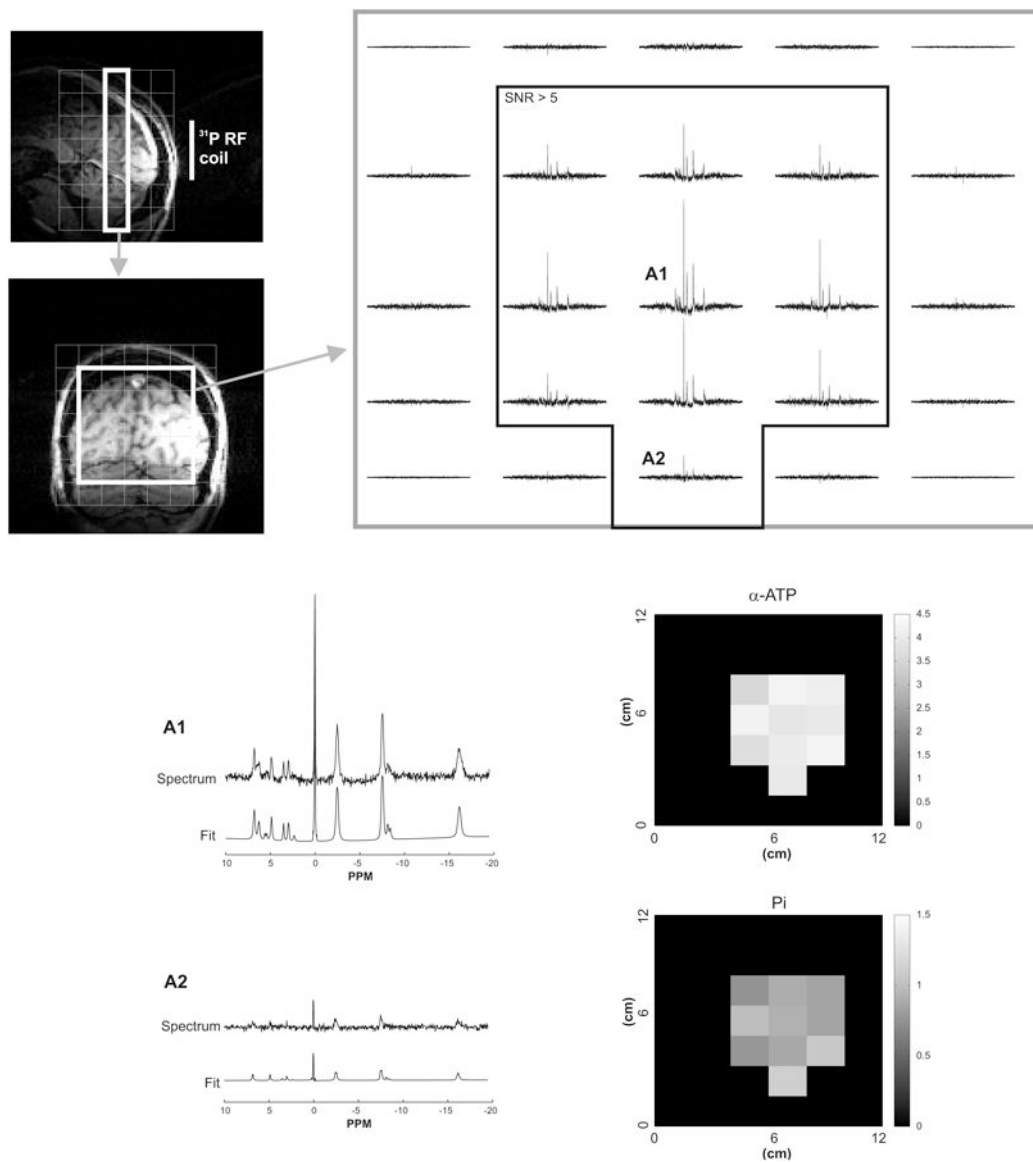 ³¹P RF
coil
SNR > 5
A1
A2
A1
Spectrum
Fit
10 5 0 -5 -10 -15 -20
PPM
A2
Spectrum
Fit
10 5 0 -5 -10 -15 -20
PPM
α-ATP
12
(cm)
6
0
0 6 12
(cm)
4.5
4
3.5
3
2.5
2
1.5
1
0.5
0
Pi
12
(cm)
6
0
0 6 12
(cm)
1.5
1
0.5
0